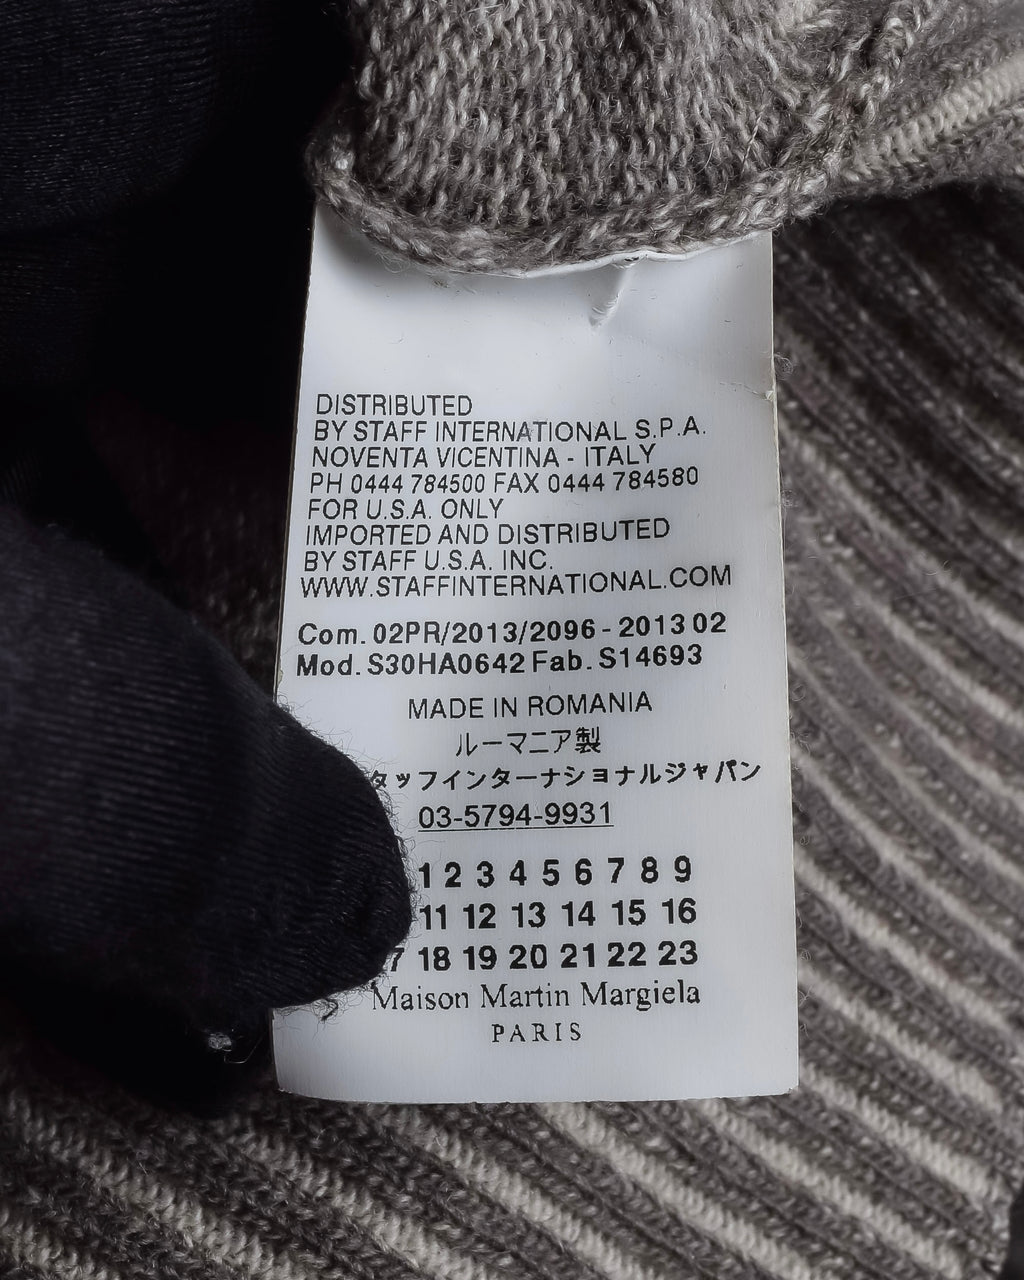 DISTRIBUTED
BY STAFF INTERNATIONAL S.P.A.
NOVENTA VICENTINA - ITALY
PH 0444 784500 FAX 0444 784580
FOR U.S.A. ONLY
IMPORTED AND DISTRIBUTED
BY STAFF U.S.A. INC.
WWW.STAFFINTERNATIONAL.COM
Com. 02PR/2013/2096 - 2013 02
Mod. S30HA0642 Fab. S14693
MADE IN ROMANIA
ルーマニア製
タッフインターナショナルジャパン
03-5794-9931
1 2 3 4 5 6 7 8 9
11 12 13 14 15 16
18 19 20 21 22 23
Maison Martin Margiela
PARIS